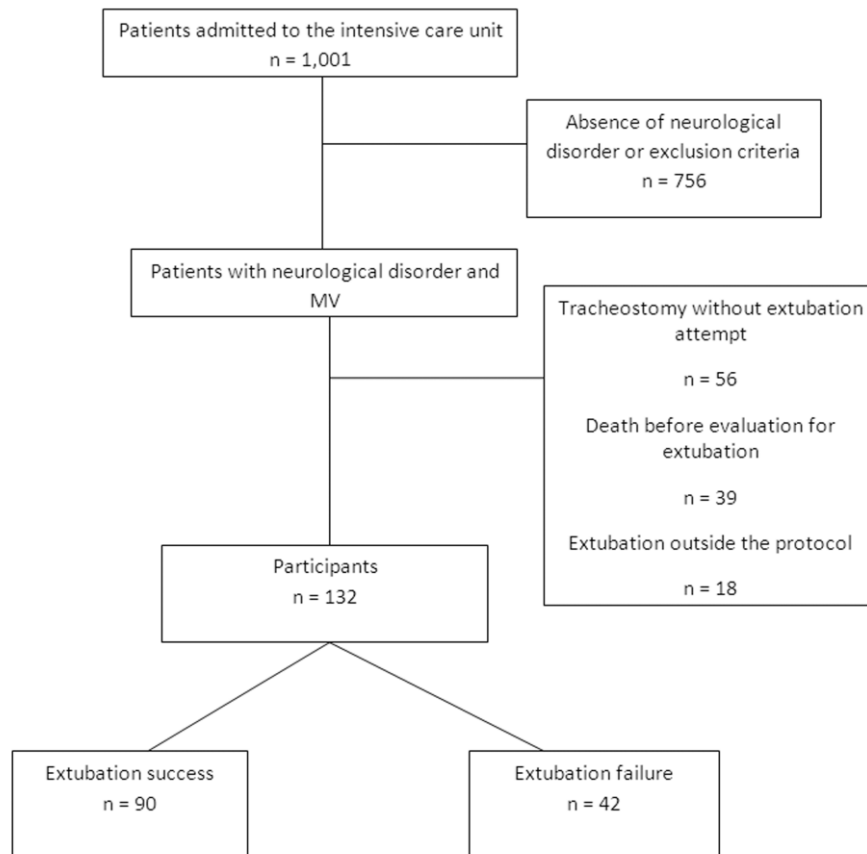 Patients admitted to the intensive care unit
n = 1,001
Absence of neurological
disorder or exclusion criteria
n = 756
Patients with neurological disorder and
MV
Tracheostomy without extubation
attempt
n = 56
Death before evaluation for
extubation
n = 39
Extubation outside the protocol
n = 18
Participants
n = 132
Extubation success
n = 90
Extubation failure
n = 42